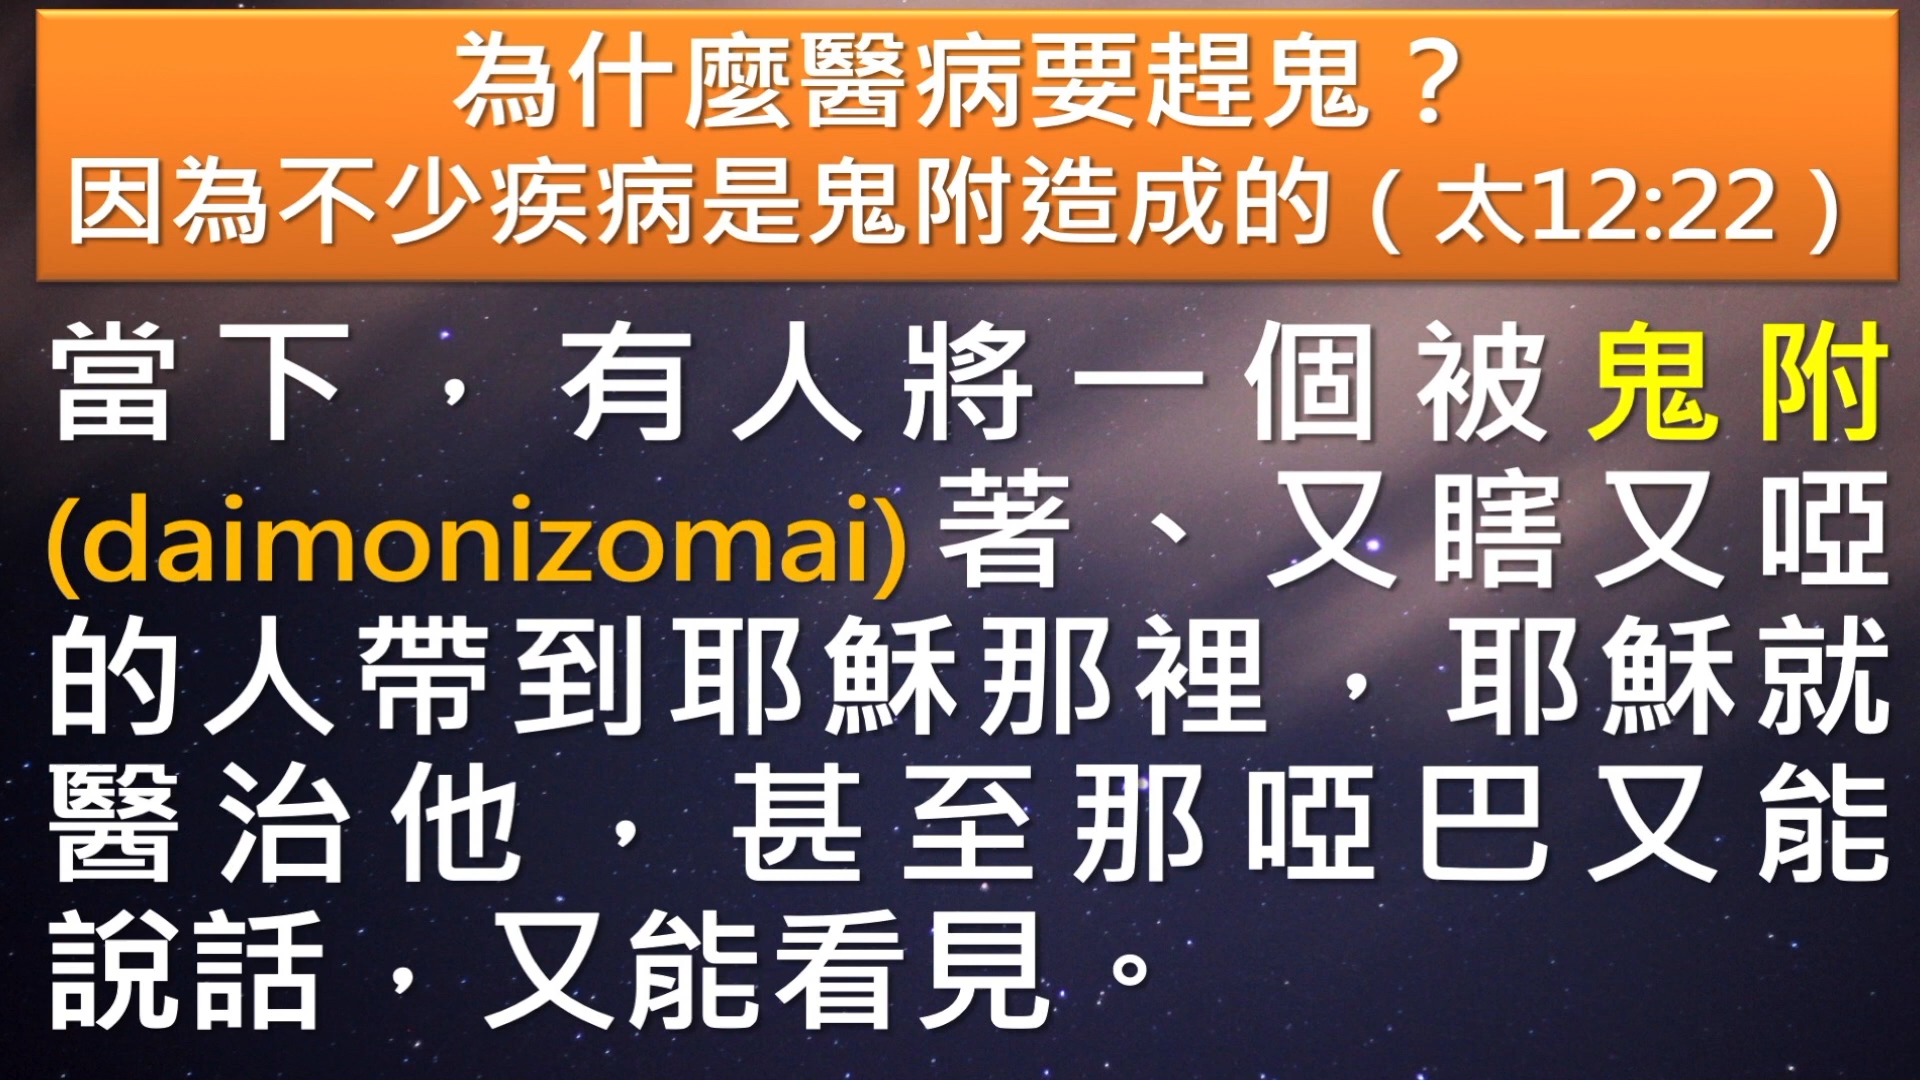 為什麼醫病要趕鬼？
因為不少疾病是鬼附造成的（太12:22）
當下，有人將一個被鬼附
(daimonizomai)著、又瞎又啞
的人帶到耶穌那裡，耶穌就
醫治他，甚至那啞巴又能
說話，又能看見。